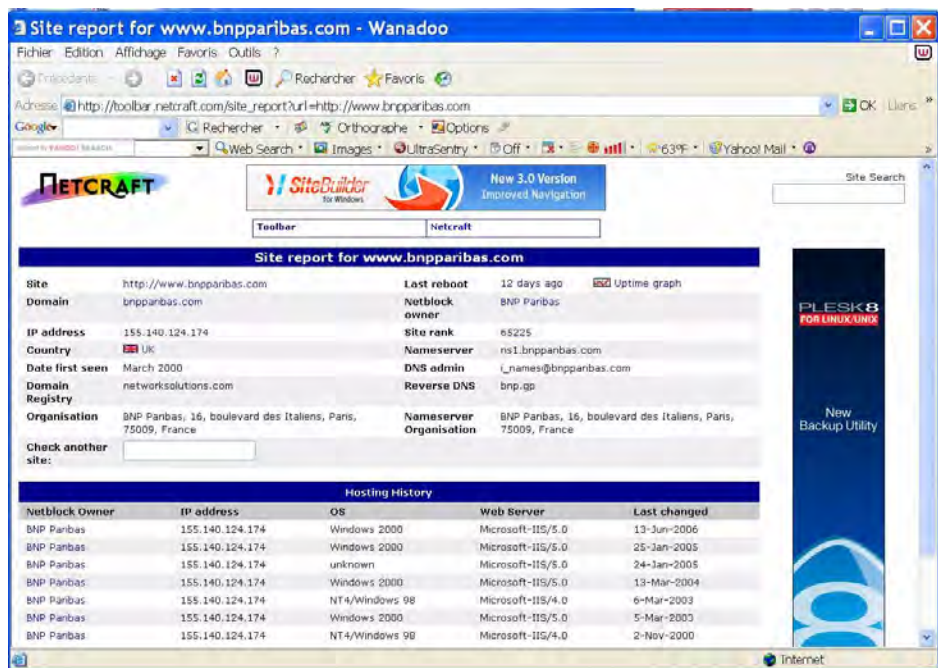 Site report for www.bnpparibas.com - Wanadoo
Fichier Edition Affichage Favoris Outils ?
Précédente Rechercher Favoris
Adresse http://toolbar.netcraft.com/site_report?url=http://www.bnpparibas.com OK Liens »
Google Rechercher Orthographe Options
Web Search Images UltraSentry Off 63°F Yahoo! Mail »
NETCRAFT
Y! SiteBuilder for Windows
New 3.0 Version
Improved Navigation
Site Search
Toolbar Netcraft
Site report for www.bnpparibas.com
Site http://www.bnpparibas.com Last reboot 12 days ago Uptime graph
Domain bnpparibas.com Netblock owner BNP Paribas
IP address 155.140.124.174 Site rank 65225
Country UK Nameserver ns1.bnpparibas.com
Date first seen March 2000 DNS admin i_names@bnpparibas.com
Domain Registry networksolutions.com Reverse DNS bnp.gp
Organisation BNP Paribas, 16, boulevard des Italiens, Paris, 75009, France Nameserver Organisation BNP Paribas, 16, boulevard des Italiens, Paris, 75009, France
Check another site:
Hosting History
Netblock Owner IP address OS Web Server Last changed
BNP Paribas 155.140.124.174 Windows 2000 Microsoft-IIS/5.0 13-Jun-2006
BNP Paribas 155.140.124.174 Windows 2000 Microsoft-IIS/5.0 25-Jan-2005
BNP Paribas 155.140.124.174 unknown Microsoft-IIS/5.0 24-Jan-2005
BNP Paribas 155.140.124.174 Windows 2000 Microsoft-IIS/5.0 13-Mar-2004
BNP Paribas 155.140.124.174 NT4/Windows 98 Microsoft-IIS/4.0 6-Mar-2003
BNP Paribas 155.140.124.174 Windows 2000 Microsoft-IIS/5.0 5-Mar-2003
BNP Paribas 155.140.124.174 NT4/Windows 98 Microsoft-IIS/4.0 2-Nov-2000
PLESK8
FOR LINUX/UNIX
New
Backup Utility
Internet